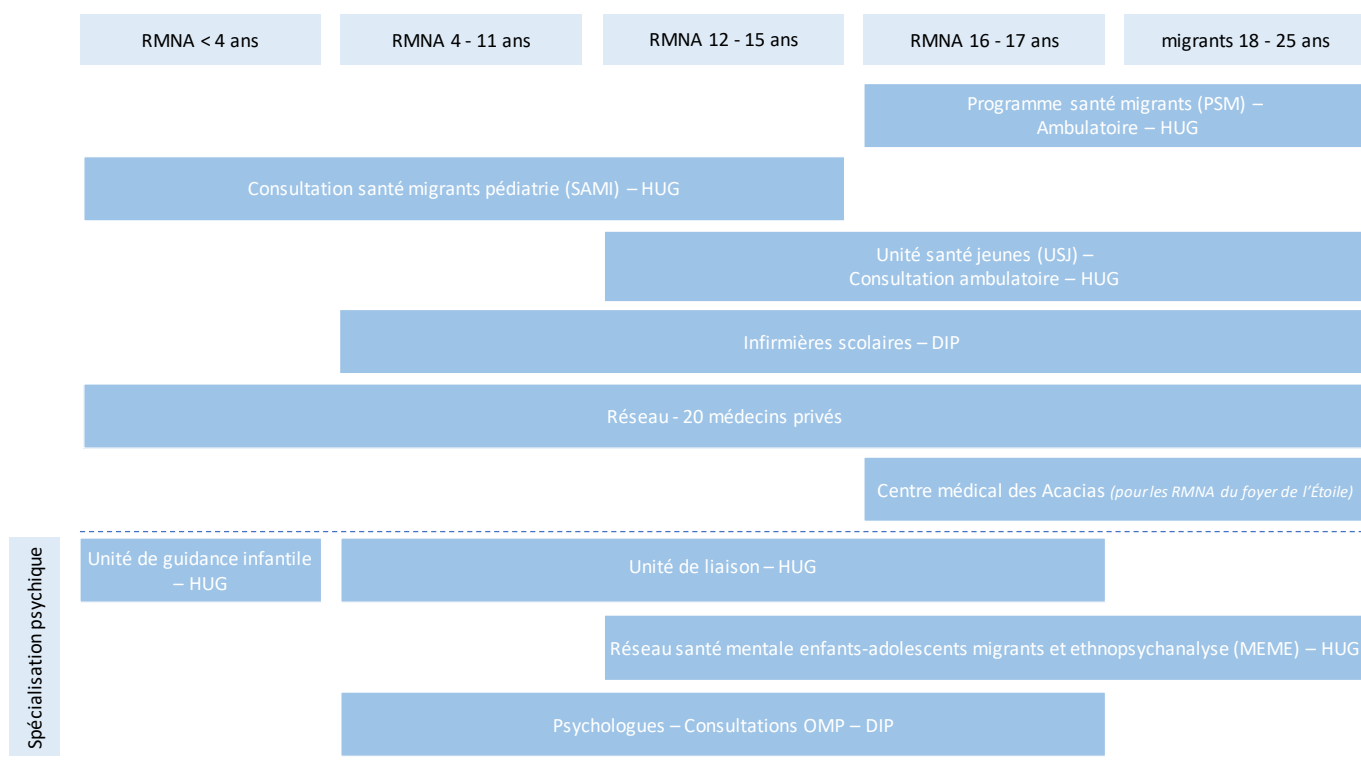 RMNA < 4 ans
RMNA 4 - 11 ans
RMNA 12 - 15 ans
RMNA 16 - 17 ans
migrants 18 - 25 ans
Programme santé migrants (PSM) –
Ambulatoire – HUG
Consultation santé migrants pédiatrie (SAMI) – HUG
Unité santé jeunes (USJ) –
Consultation ambulatoire – HUG
Infirmières scolaires – DIP
Réseau - 20 médecins privés
Centre médical des Acacias (pour les RMNA du foyer de l’Étoile)
Spécialisation psychique
Unité de guidance infantile
– HUG
Unité de liaison – HUG
Réseau santé mentale enfants-adolescents migrants et ethnopsychanalyse (MEME) – HUG
Psychologues – Consultations OMP – DIP